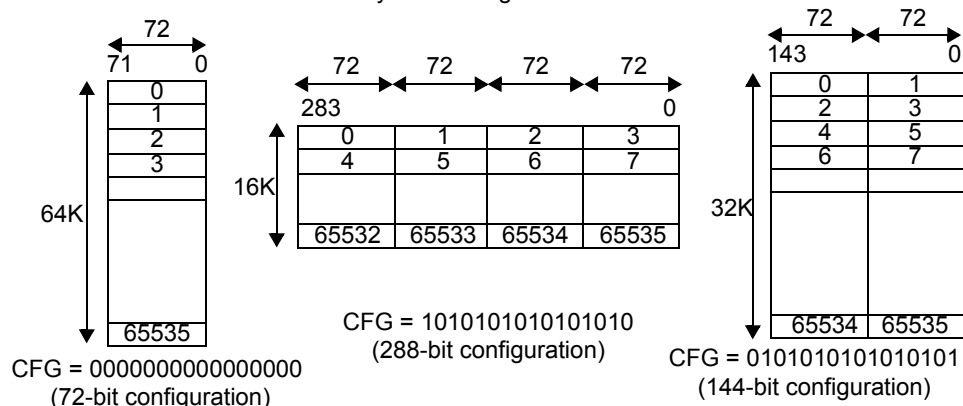 72
71 0
0
1
2
3
64K
65535
CFG = 0000000000000000
(72-bit configuration)
72 72 72 72
283 0
0 1 2 3
4 5 6 7
16K
65532 65533 65534 65535
CFG = 1010101010101010
(288-bit configuration)
72 72
143 0
0 1
2 3
4 5
6 7
32K
65534 65535
CFG = 0101010101010101
(144-bit configuration)